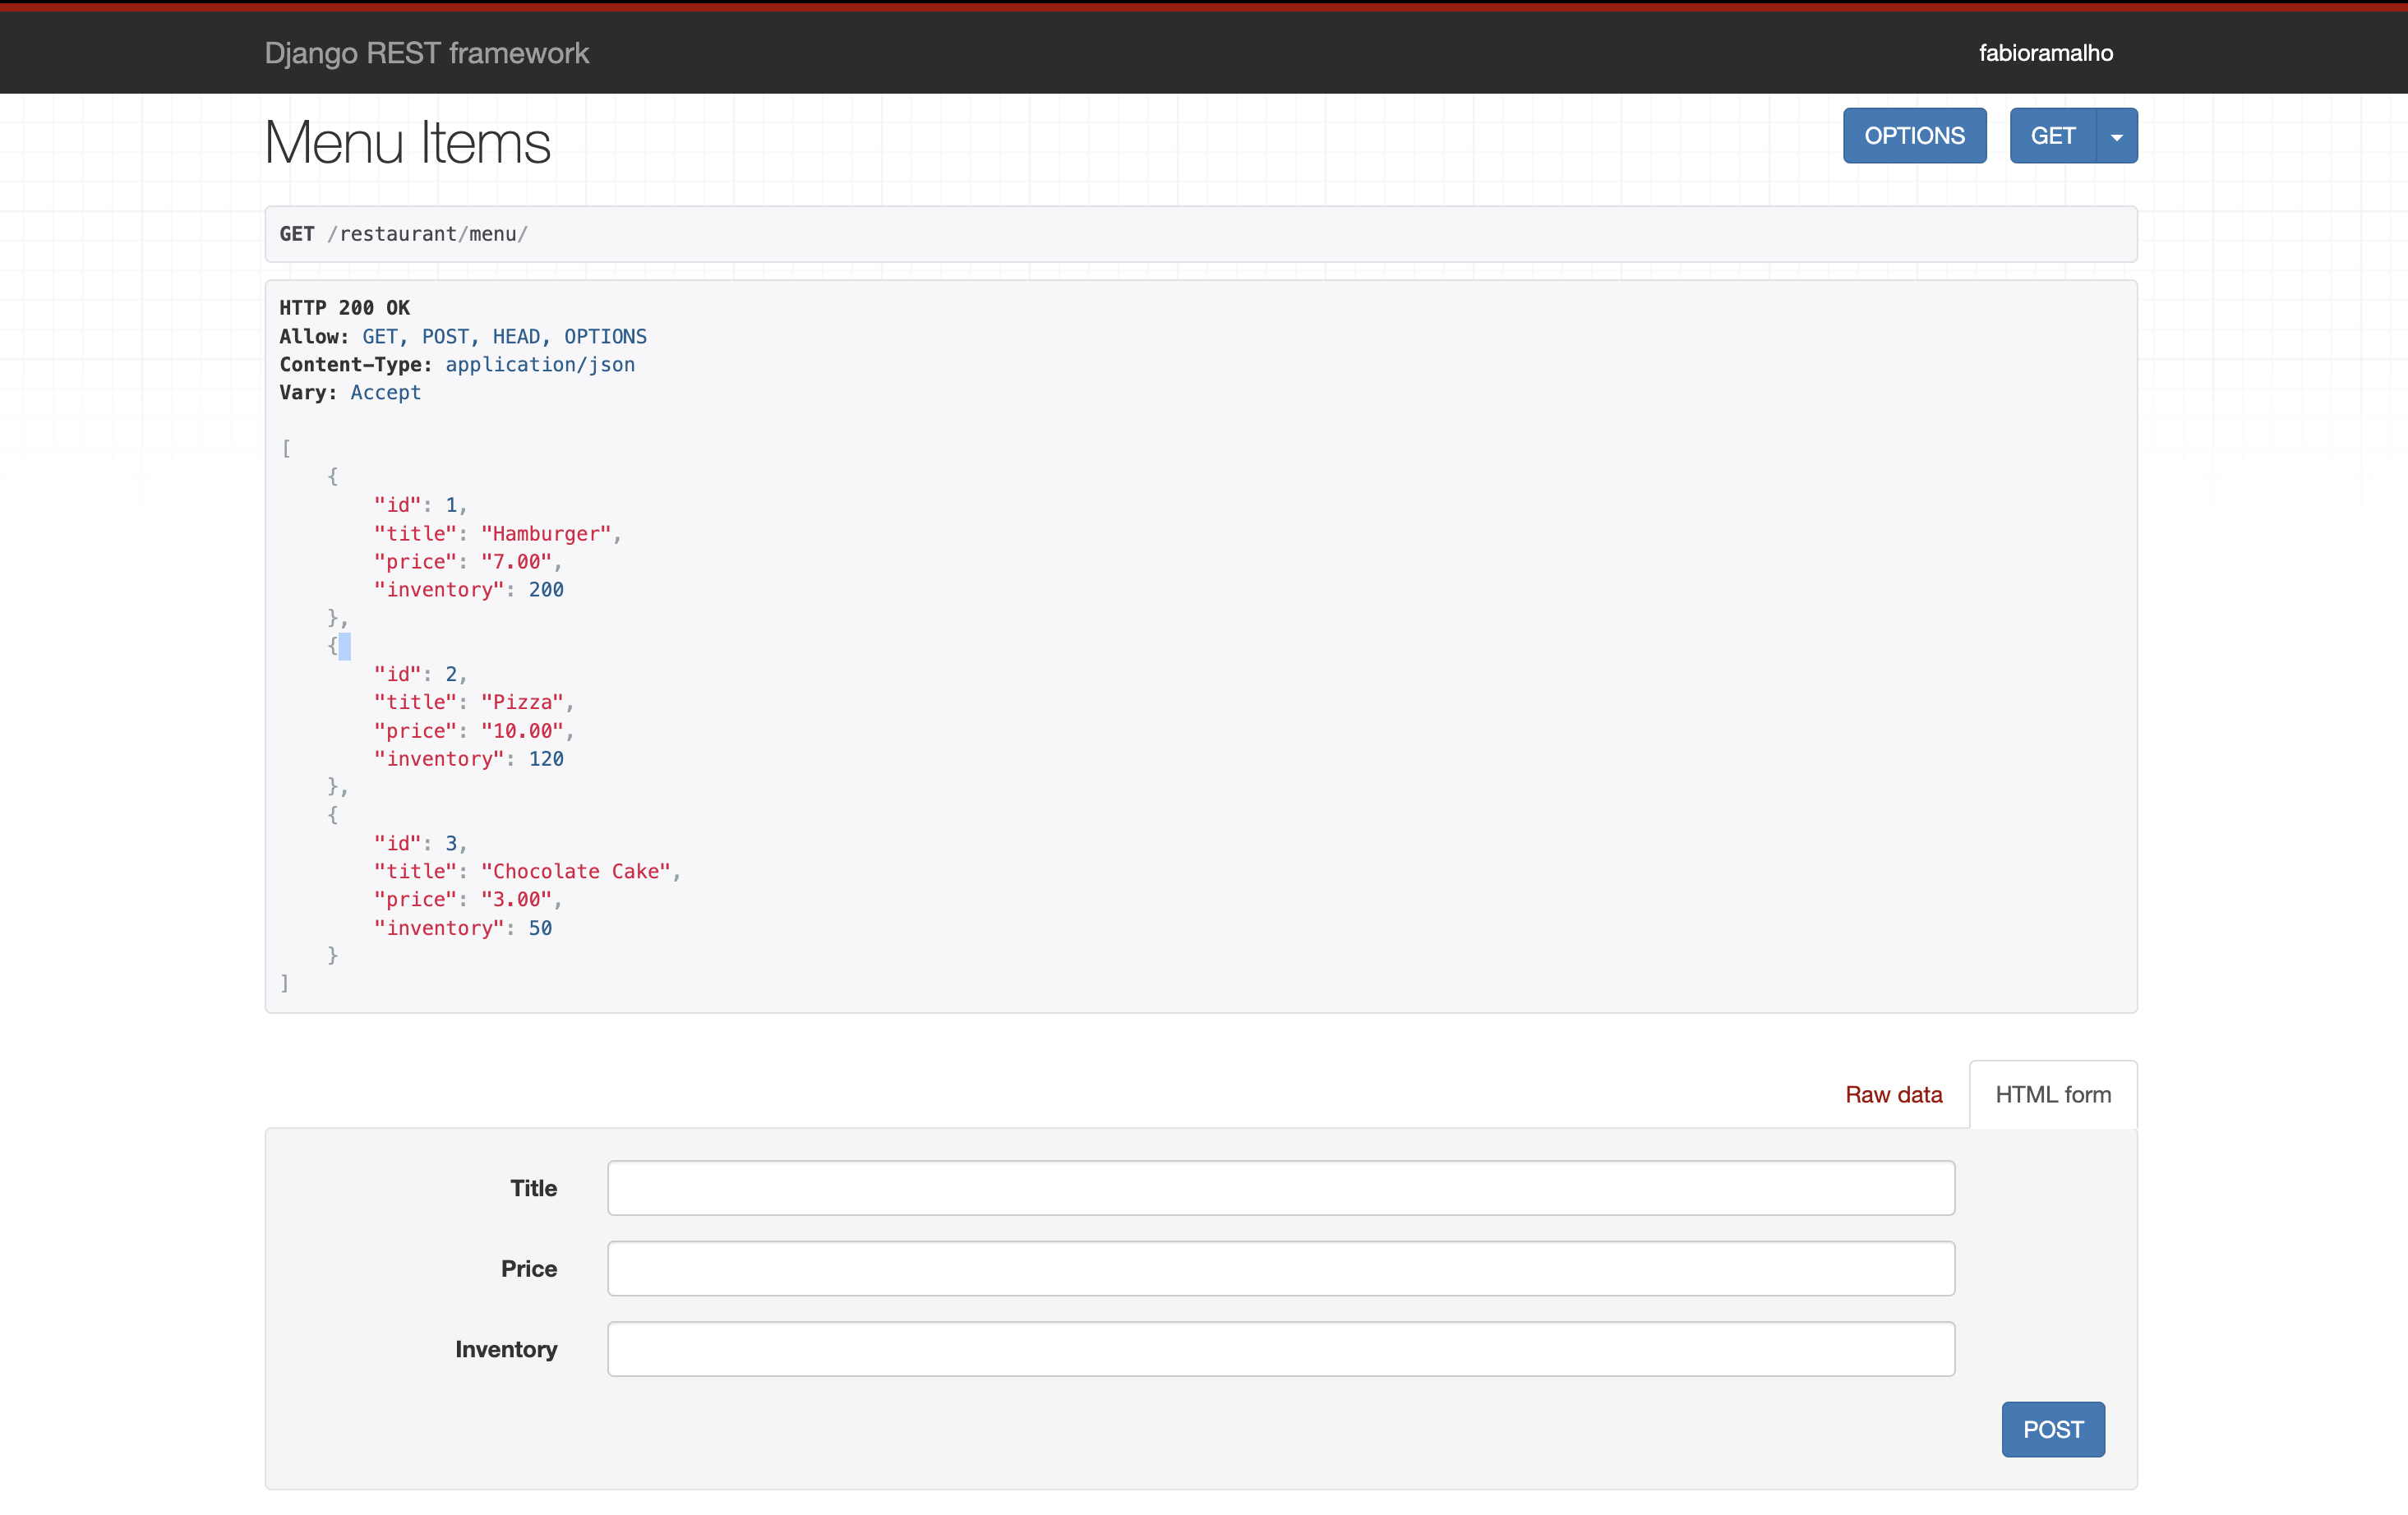 Django REST framework
fabioramalho
Menu Items
OPTIONS
GET
GET /restaurant/menu/
HTTP 200 OK
Allow: GET, POST, HEAD, OPTIONS
Content-Type: application/json
Vary: Accept
[
    {
        "id": 1,
        "title": "Hamburger",
        "price": "7.00",
        "inventory": 200
    },
    {
        "id": 2,
        "title": "Pizza",
        "price": "10.00",
        "inventory": 120
    },
    {
        "id": 3,
        "title": "Chocolate Cake",
        "price": "3.00",
        "inventory": 50
    }
]
Raw data
HTML form
Title
Price
Inventory
POST